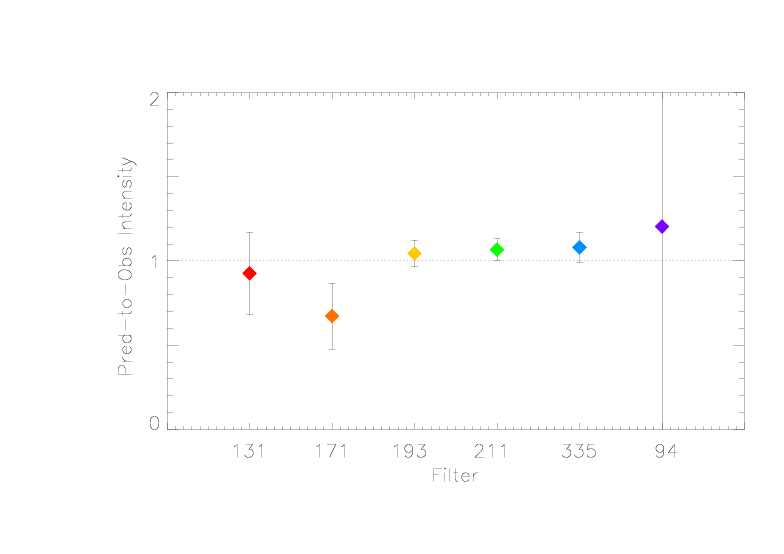 2
1
0
Pred-to-Obs Intensity
131 171 193 211 335 94
Filter